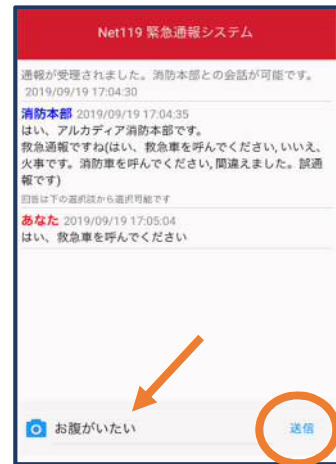 Net119 緊急通報システム
通報が受理されました。消防本部との会話が可能です。
2019/09/19 17:04:30
消防本部 2019/09/19 17:04:35
はい、アルカディア消防本部です。
救急通報ですね(はい、救急車を呼んでください, いいえ、
火事です。消防車を呼んでください, 間違えました。誤通
報です)
回答は下の選択肢から選択可能です
あなた 2019/09/19 17:05:04
はい、救急車を呼んでください
お腹がいたい 送信